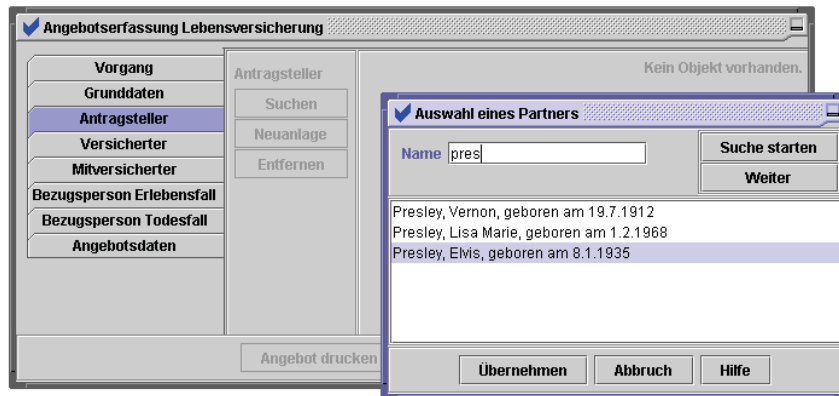 Angebotserfassung Lebensversicherung
Vorgang
Grunddaten
Antragsteller
Versicherter
Mitversicherter
Bezugsperson Erlebensfall
Bezugsperson Todesfall
Angebotsdaten
Antragsteller
Suchen
Neuanlage
Entfernen
Kein Objekt vorhanden.
Angebot drucken
Auswahl eines Partners
Name pres
Suche starten
Weiter
Presley, Vernon, geboren am 19.7.1912
Presley, Lisa Marie, geboren am 1.2.1968
Presley, Elvis, geboren am 8.1.1935
Übernehmen Abbruch Hilfe